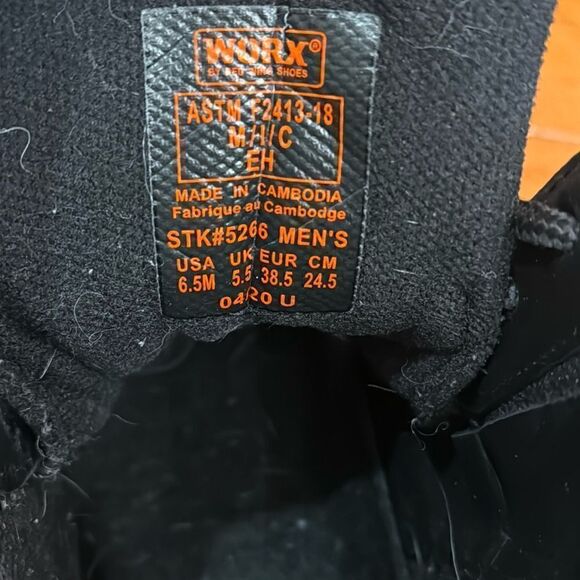 WORX®
BY RED WING SHOES
ASTM F2413-18
M/I/C
EH
MADE IN CAMBODIA
Fabriqué au Cambodge
STK#5266 MEN'S
USA UK EUR CM
6.5M 5.5 38.5 24.5
04/20 U